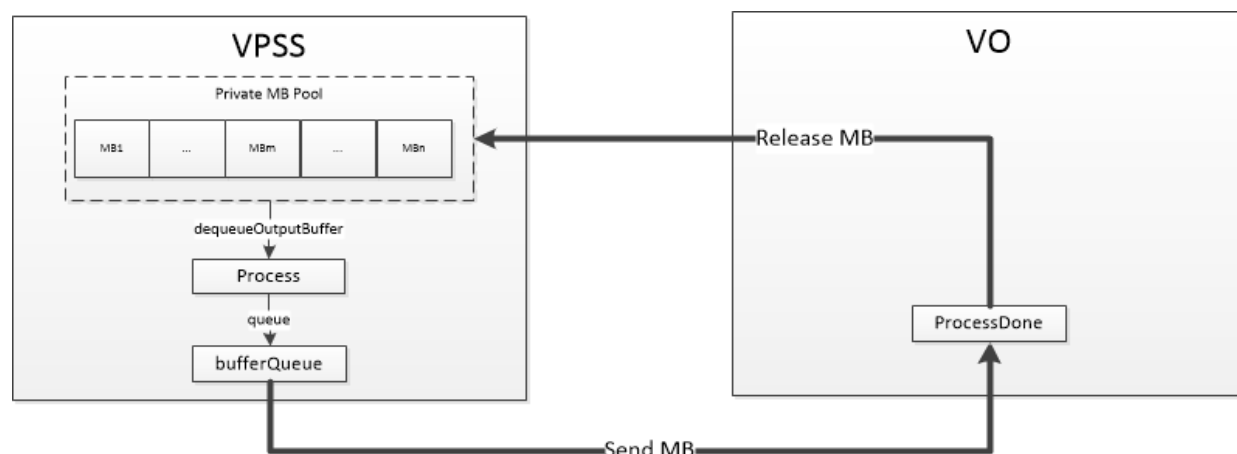 VPSS
Private MB Pool
MB1 ... MBm .... MBn
dequeueOutputBuffer
Process
queue
bufferQueue
VO
Release MB
ProcessDone
Send MB